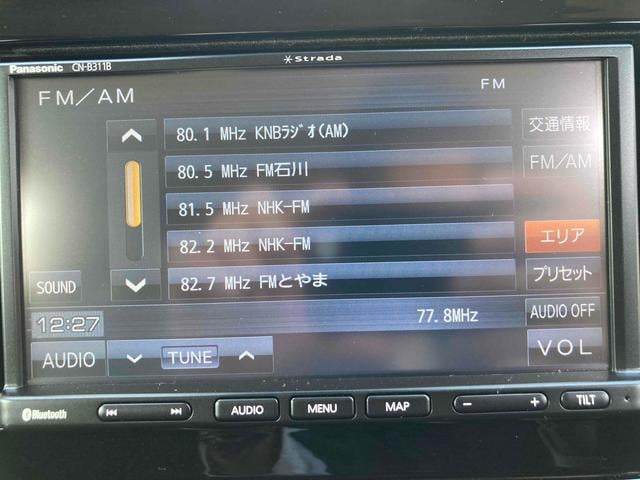 Panasonic CN-B311B
Strada
FM/AM
FM
80.1 MHz KNBﾗｼﾞｵ(AM)
80.5 MHz FM石川
81.5 MHz NHK-FM
82.2 MHz NHK-FM
82.7 MHz FMとやま
交通情報
FM/AM
エリア
プリセット
SOUND
12:27
77.8MHz
AUDIO OFF
AUDIO
TUNE
VOL
Bluetooth
AUDIO
MENU
MAP
- +
TILT